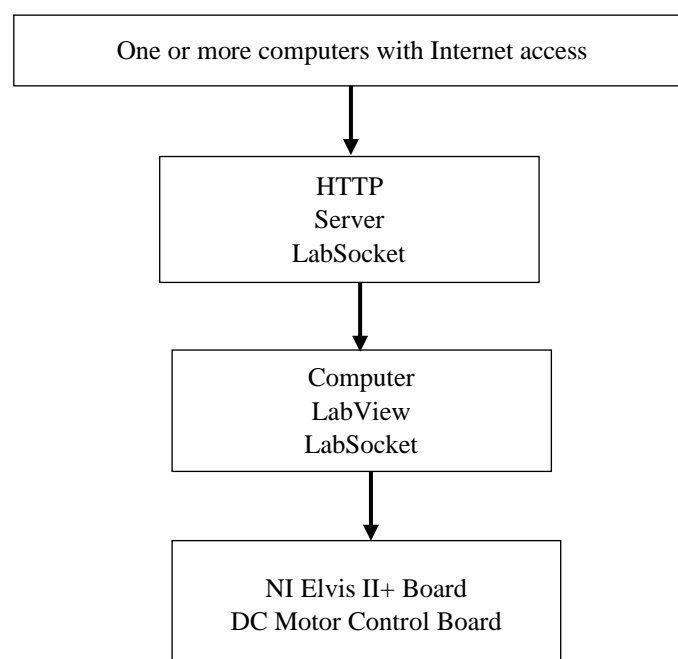 One or more computers with Internet access
HTTP
Server
LabSocket
Computer
LabView
LabSocket
NI Elvis II+ Board
DC Motor Control Board